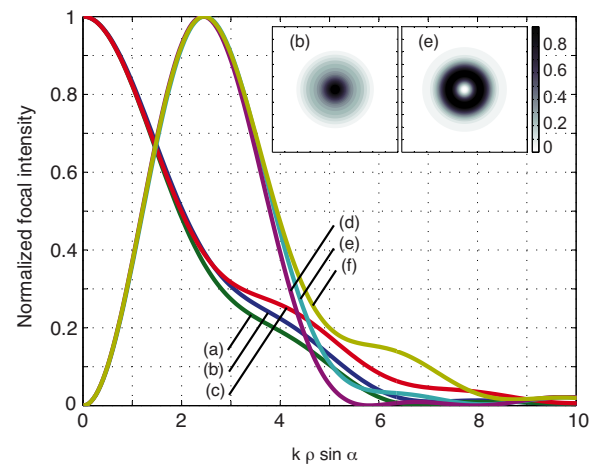 1
0.8
0.6
0.4
0.2
0
Normalized focal intensity
(b)
(e)
0.8
0.6
0.4
0.2
0
(d)
(e)
(f)
(a)
(b)
(c)
0
2
4
6
8
10
k ρ sin α